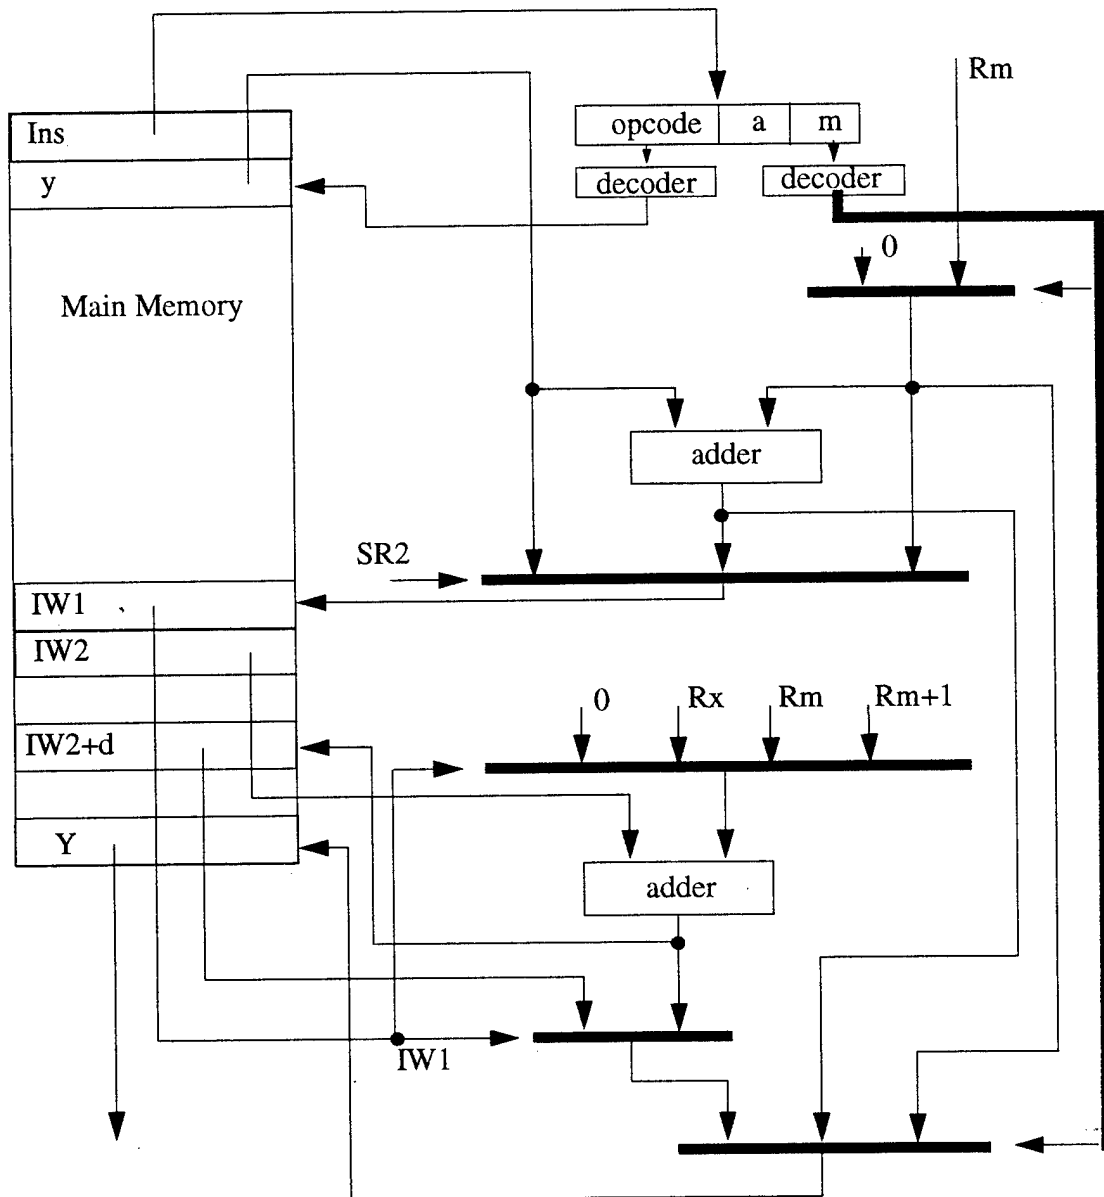 Rm
Ins
opcode a m
y
decoder
decoder
0
Main Memory
adder
SR2
IW1
IW2
0 Rx Rm Rm+1
IW2+d
Y
adder
IW1